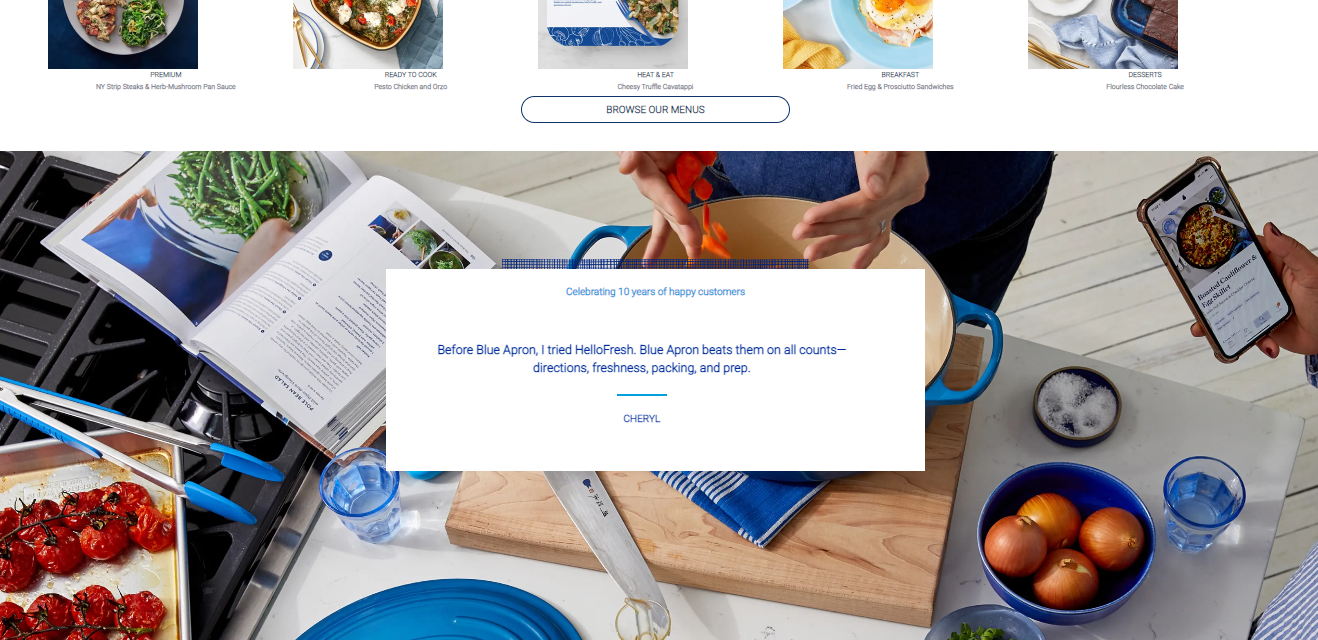 PREMIUM
NY Strip Steaks & Herb-Mushroom Pan Sauce
READY TO COOK
Pesto Chicken and Orzo
HEAT & EAT
Cheesy Truffle Cavatappi
BREAKFAST
Fried Egg & Prosciutto Sandwiches
DESSERTS
Flourless Chocolate Cake
BROWSE OUR MENUS
Celebrating 10 years of happy customers
Before Blue Apron, I tried HelloFresh. Blue Apron beats them on all counts—
directions, freshness, packing, and prep.
CHERYL
Roasted Cauliflower &
Egg Skillet
POLE BEAN SALAD